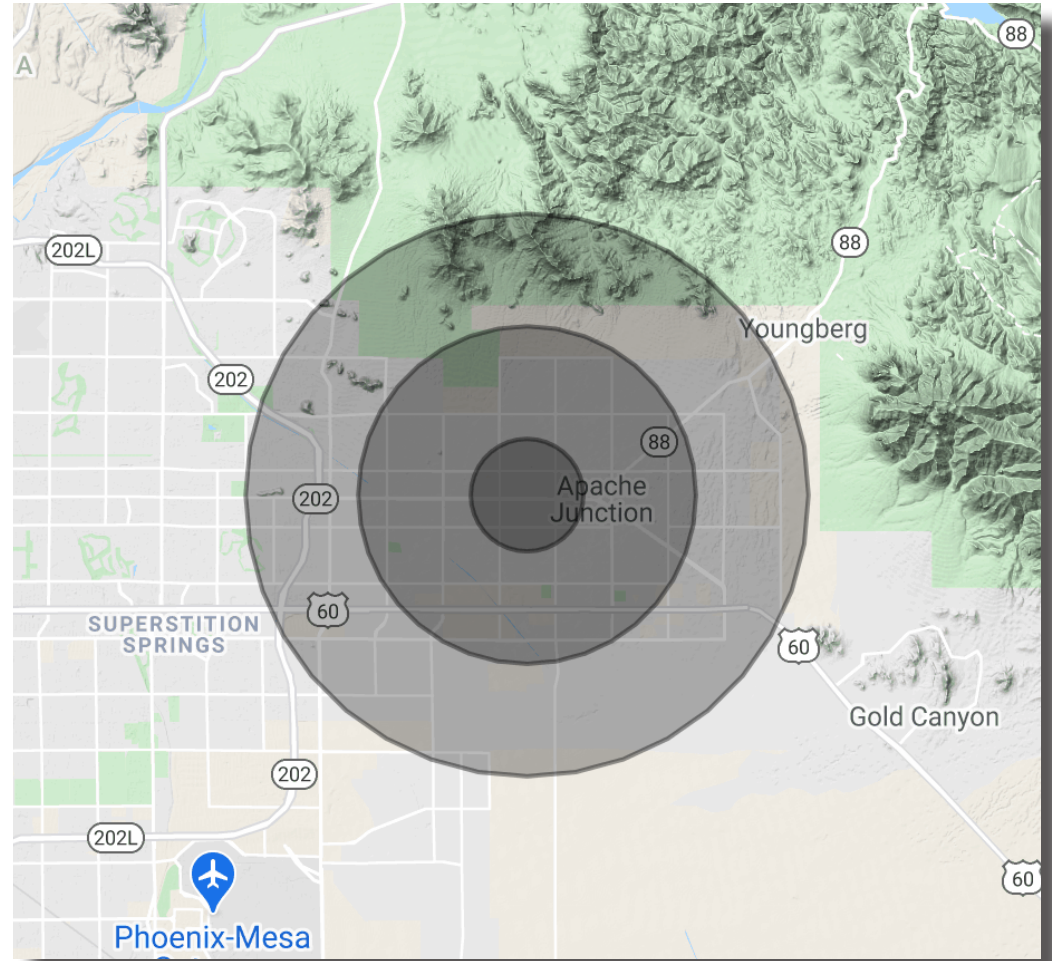 88
A
202L
88
Youngberg
202
88
Apache
Junction
202
60
SUPERSTITION
SPRINGS
60
Gold Canyon
202
202L
60
Phoenix-Mesa